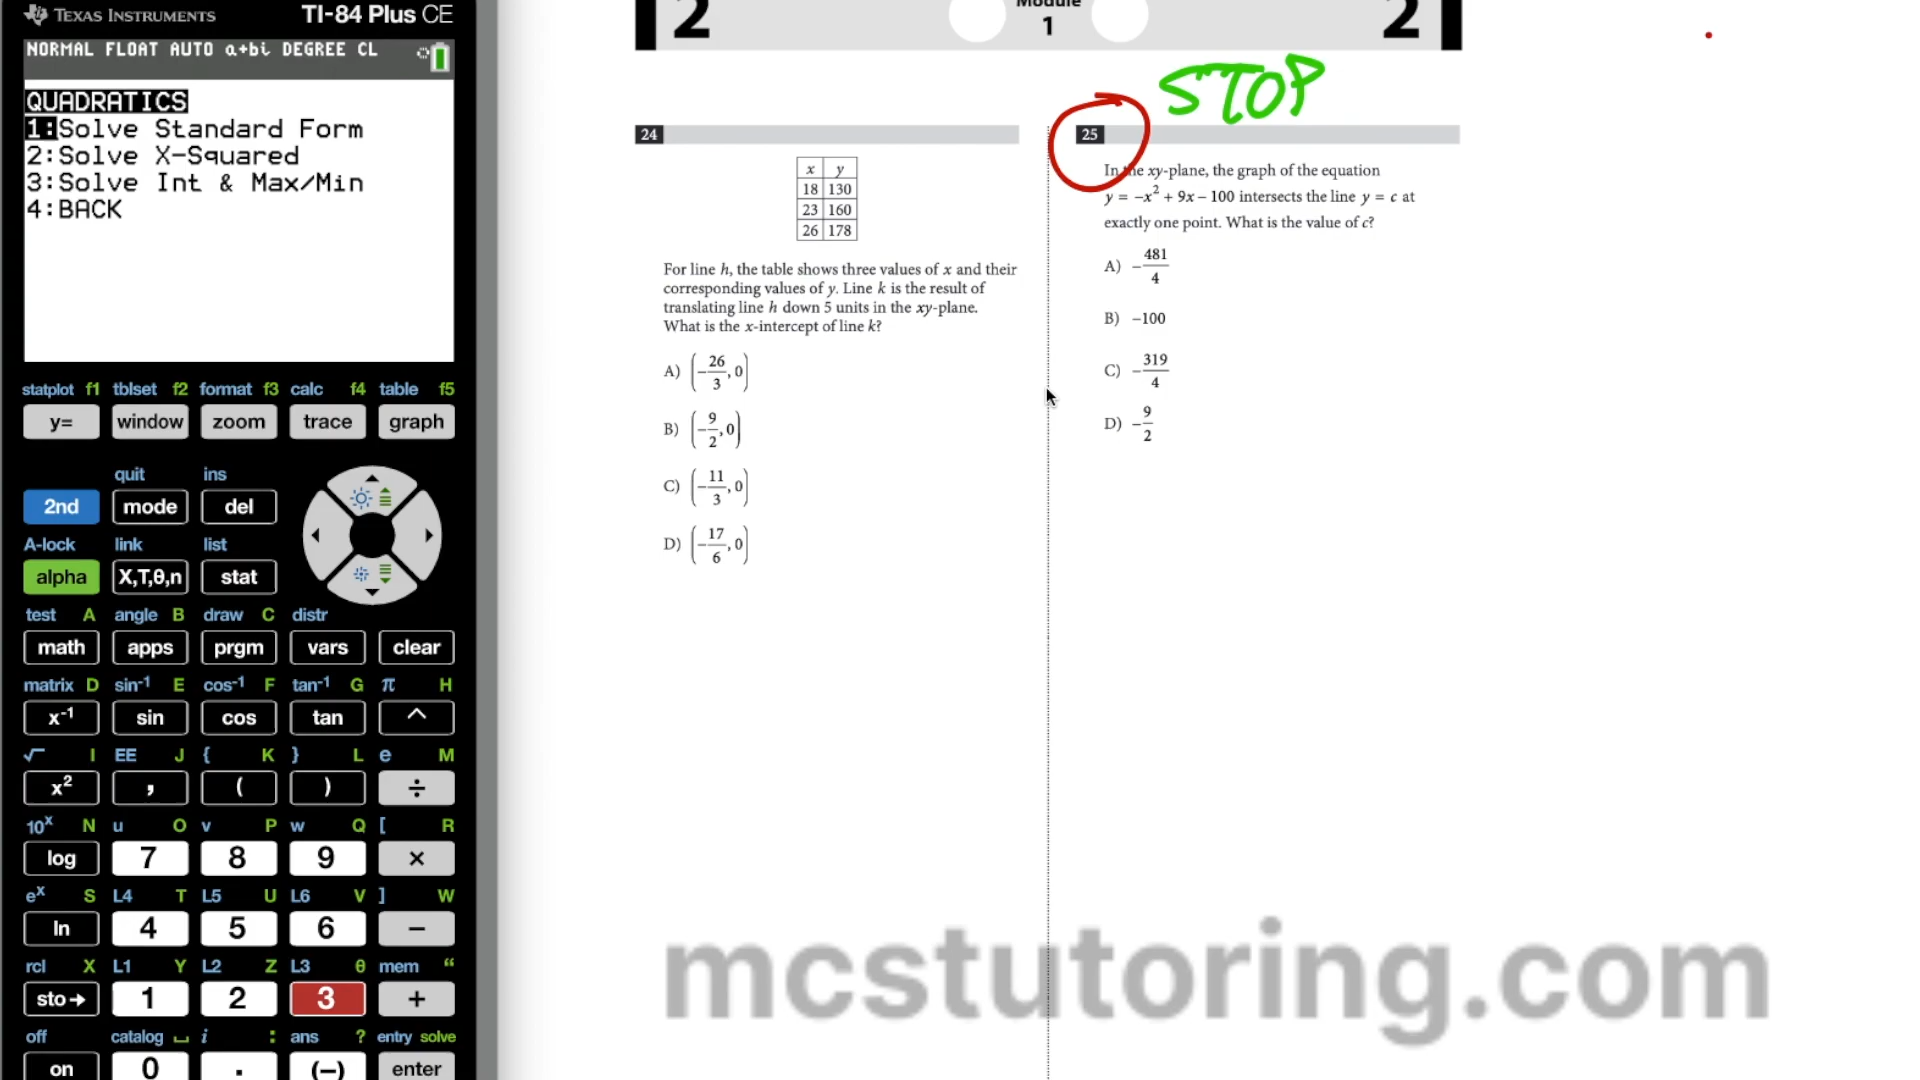 TEXAS INSTRUMENTS TI-84 Plus CE
NORMAL FLOAT AUTO a+bi DEGREE CL
QUADRATICS
1:Solve Standard Form
2:Solve X-Squared
3:Solve Int & Max/Min
4:BACK
statplot f1 tblset f2 format f3 calc f4 table f5
y= window zoom trace graph
quit ins
2nd mode del
A-lock link list
alpha X,T,θ,n stat
test A angle B draw C distr
math apps prgm vars clear
matrix D sin-1 E cos-1 F tan-1 G π H
x-1 sin cos tan ^
√ I EE J { K } L e M
x² , ( ) ÷
10x N u O v P w Q [ R
log 7 8 9 ×
ex S L4 T L5 U L6 V ] W
ln 4 5 6 −
rcl X L1 Y L2 Z L3 θ mem “
sto→ 1 2 3 +
off catalog ⎵ i : ans ? entry solve
on 0 . (−) enter
2 Module 2
1
STOP
24
x y
18 130
23 160
26 178
For line h, the table shows three values of x and their
corresponding values of y. Line k is the result of
translating line h down 5 units in the xy-plane.
What is the x-intercept of line k?
A) (−26/3, 0)
B) (−9/2, 0)
C) (−11/3, 0)
D) (−17/6, 0)
25
In the xy-plane, the graph of the equation
y = −x² + 9x − 100 intersects the line y = c at
exactly one point. What is the value of c?
A) −481/4
B) −100
C) −319/4
D) −9/2
mcstutoring.com